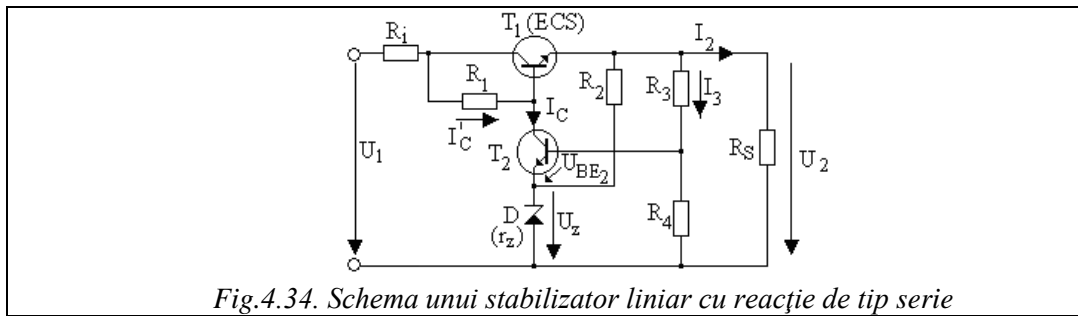 T1 (ECS)
Ri
I2
R1
R2
R3
I3
IC
I'C
U1
T2
UBE2
RS
U2
D
(rz)
Uz
R4
Fig.4.34. Schema unui stabilizator liniar cu reacţie de tip serie